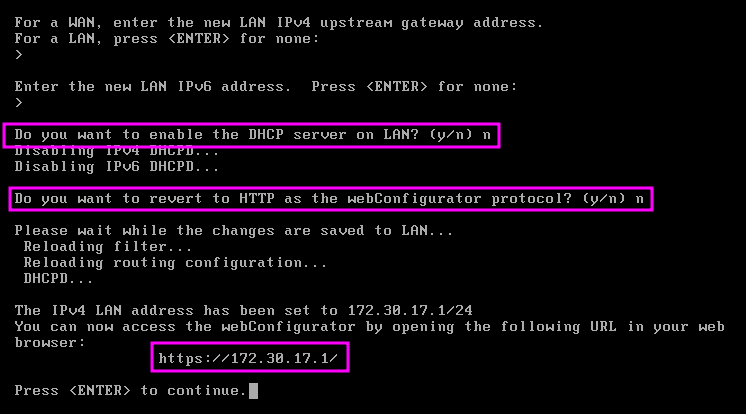 For a WAN, enter the new LAN IPv4 upstream gateway address.
For a LAN, press <ENTER> for none:
>
Enter the new LAN IPv6 address.  Press <ENTER> for none:
>
Do you want to enable the DHCP server on LAN? (y/n) n
Disabling IPv4 DHCPD...
Disabling IPv6 DHCPD...
Do you want to revert to HTTP as the webConfigurator protocol? (y/n) n
Please wait while the changes are saved to LAN...
Reloading filter...
Reloading routing configuration...
DHCPD...
The IPv4 LAN address has been set to 172.30.17.1/24
You can now access the webConfigurator by opening the following URL in your web
browser:
https://172.30.17.1/
Press <ENTER> to continue.